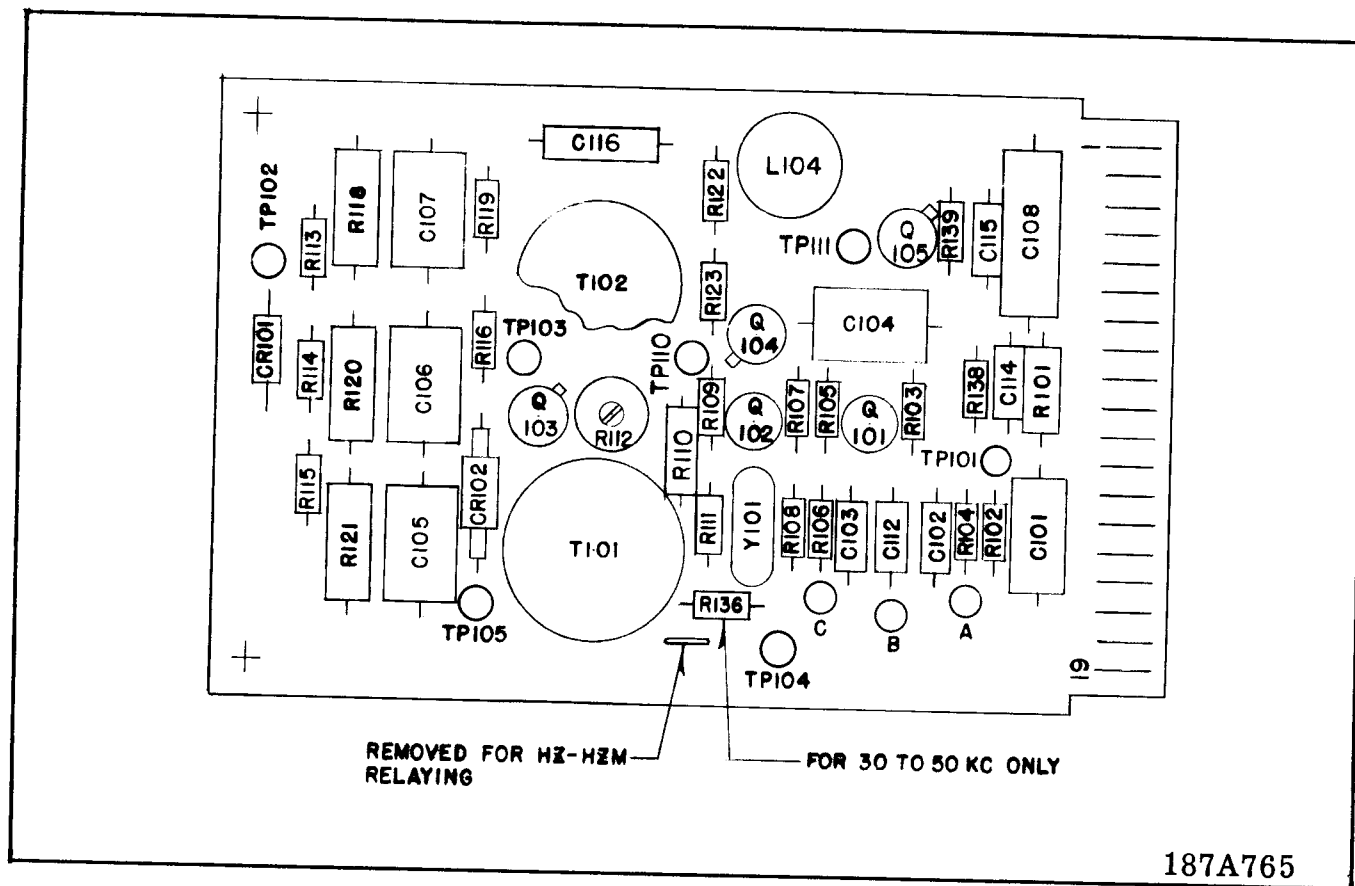 C116
L104
R122
TP102
R118
C107
R119
R113
TP111
Q
105
R139
C115
C108
T102
R123
CR101
R114
R120
C106
R116
TP103
TP110
Q
104
C104
R138
C114
R101
Q
103
R112
R110
R109
Q
102
R107
R105
Q
101
R103
TP101
R115
R121
C105
CR102
T101
R111
Y101
R108
R106
C103
C112
C102
R104
R102
C101
TP105
R136
C
B
A
TP104
1
19
REMOVED FOR HZ-HZM
RELAYING
FOR 30 TO 50 KC ONLY
187A765